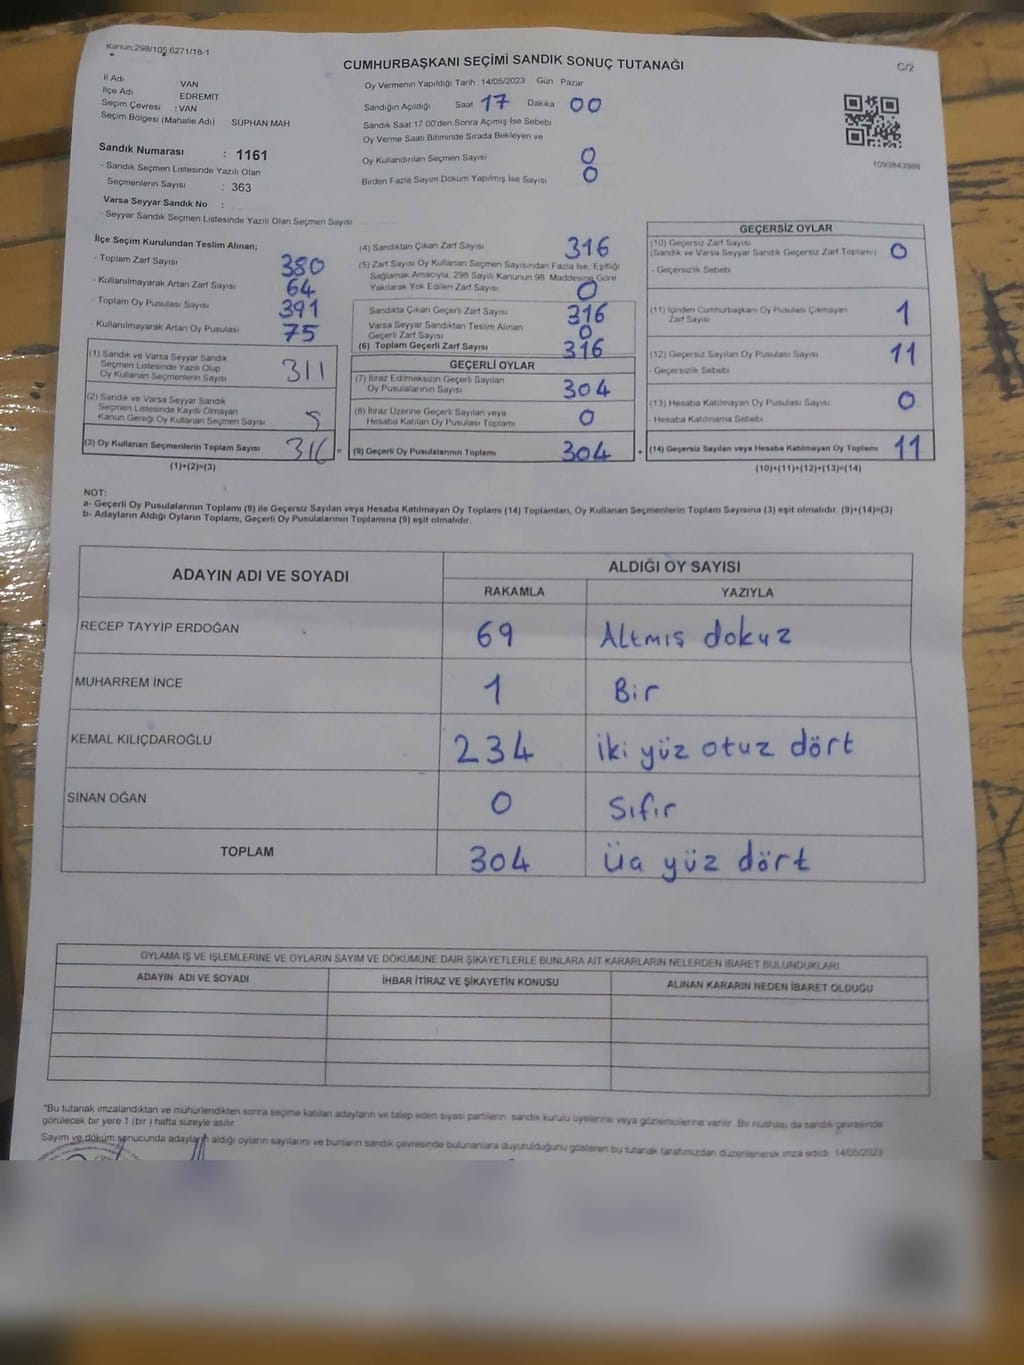 Kanun,298/105,6271/18-1
CUMHURBAŞKANI SEÇİMİ SANDIK SONUÇ TUTANAĞI
C/2
İl Adı VAN
İlçe Adı EDREMİT
Seçim Çevresi : VAN
Seçim Bölgesi (Mahalle Adı) SUPHAN MAH
Sandık Numarası : 1161
- Sandık Seçmen Listesinde Yazılı Olan
Seçmenlerin Sayısı : 363
Varsa Seyyar Sandık No :
- Seyyar Sandık Seçmen Listesinde Yazılı Olan Seçmen Sayısı
Oy Vermenin Yapıldığı Tarih 14/05/2023 Gün Pazar
Sandığın Açıldığı Saat 17 Dakika 00
Sandık Saat 17.00'den Sonra Açılmış İse Sebebi
Oy Verme Saati Bitiminde Sırada Bekleyen ve
Oy Kullandırılan Seçmen Sayısı 0
Birden Fazla Sayım Döküm Yapılmış İse Sayısı 0
1093843988
İlçe Seçim Kurulundan Teslim Alınan;
- Toplam Zarf Sayısı 380
- Kullanılmayarak Artan Zarf Sayısı 64
- Toplam Oy Pusulası Sayısı 391
- Kullanılmayarak Artan Oy Pusulası 75
(1) Sandık ve Varsa Seyyar Sandık
Seçmen Listesinde Yazılı Olup
Oy Kullanan Seçmenlerin Sayısı 311
(2) Sandık ve Varsa Seyyar Sandık
Seçmen Listesinde Kayıtlı Olmayan
Kanun Gereği Oy Kullanan Seçmen Sayısı 5
(3) Oy Kullanan Seçmenlerin Toplam Sayısı 316
(1)+(2)=(3)
(4) Sandıktan Çıkan Zarf Sayısı 316
(5) Zarf Sayısı Oy Kullanan Seçmen Sayısından Fazla İse, Eşitliği
Sağlamak Amacıyla, 298 Sayılı Kanunun 98. Maddesine Göre
Yakılarak Yok Edilen Zarf Sayısı 0
Sandıkta Çıkan Geçerli Zarf Sayısı 316
Varsa Seyyar Sandıktan Teslim Alınan
Geçerli Zarf Sayısı 0
(6) Toplam Geçerli Zarf Sayısı 316
GEÇERLİ OYLAR
(7) İtiraz Edilmeksizin Geçerli Sayılan
Oy Pusulalarının Sayısı 304
(8) İtiraz Üzerine Geçerli Sayılan veya
Hesaba Katılan Oy Pusulası Toplamı 0
= (9) Geçerli Oy Pusulalarının Toplamı 304
GEÇERSİZ OYLAR
(10) Geçersiz Zarf Sayısı
(Sandık ve Varsa Seyyar Sandık Geçersiz Zarf Toplamı) 0
- Geçersizlik Sebebi
(11) İçinden Cumhurbaşkanı Oy Pusulası Çıkmayan
Zarf Sayısı 1
(12) Geçersiz Sayılan Oy Pusulası Sayısı 11
- Geçersizlik Sebebi
(13) Hesaba Katılmayan Oy Pusulası Sayısı 0
- Hesaba Katılmama Sebebi
+ (14) Geçersiz Sayılan veya Hesaba Katılmayan Oy Toplamı 11
(10)+(11)+(12)+(13)=(14)
NOT:
a- Geçerli Oy Pusulalarının Toplamı (9) ile Geçersiz Sayılan veya Hesaba Katılmayan Oy Toplamı (14) Toplamları, Oy Kullanan Seçmenlerin Toplam Sayısına (3) eşit olmalıdır. (9)+(14)=(3)
b- Adayların Aldığı Oyların Toplamı, Geçerli Oy Pusulalarının Toplamına (9) eşit olmalıdır.
ADAYIN ADI VE SOYADI ALDIĞI OY SAYISI
RAKAMLA YAZIYLA
RECEP TAYYİP ERDOĞAN 69 Altmış dokuz
MUHARREM İNCE 1 Bir
KEMAL KILIÇDAROĞLU 234 iki yüz otuz dört
SİNAN OĞAN 0 Sıfır
TOPLAM 304 Üa yüz dört
OYLAMA İŞ VE İŞLEMLERİNE VE OYLARIN SAYIM VE DÖKÜMÜNE DAİR ŞİKAYETLERLE BUNLARA AİT KARARLARIN NELERDEN İBARET BULUNDUKLARI
ADAYIN ADI VE SOYADI İHBAR İTİRAZ VE ŞİKAYETİN KONUSU ALINAN KARARIN NEDEN İBARET OLDUĞU
"Bu tutanak imzalandıktan ve mühürlendikten sonra seçime katılan adayların ve talep eden siyasi partilerin sandık kurulu üyelerine veya gözlemcilerine verilir. Bir nüshası da sandık çevresinde
görülecek bir yere 1 (bir) hafta süreyle asılır.
Sayım ve döküm sonucunda adayların aldığı oyların sayılarını ve bunların sandık çevresinde bulunanlara duyurulduğunu gösteren bu tutanak tarafımızdan düzenlenerek imza edildi. 14/05/2023